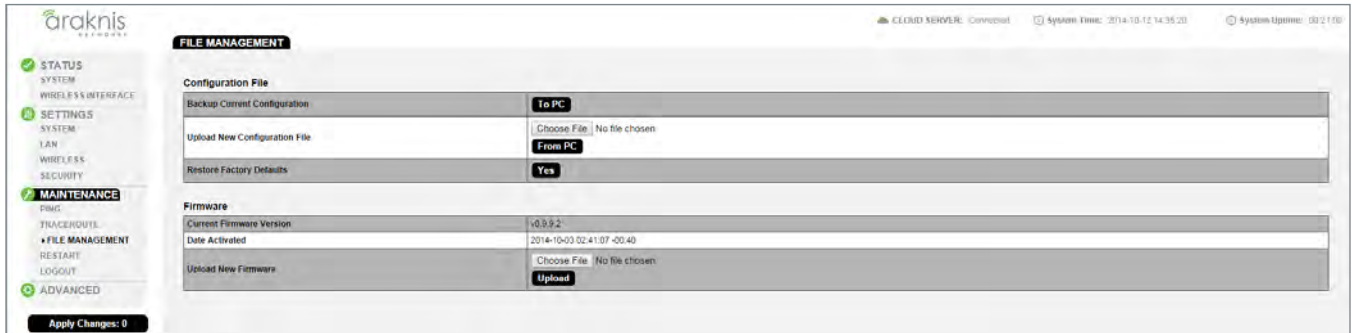 araknis
NETWORKS
CLOUD SERVER: Connected
System Time: 2014-10-12 14:35:20
System Uptime: 00:21:00
FILE MANAGEMENT
STATUS
SYSTEM
WIRELESS INTERFACE
SETTINGS
SYSTEM
LAN
WIRELESS
SECURITY
MAINTENANCE
PING
TRACEROUTE
FILE MANAGEMENT
RESTART
LOGOUT
ADVANCED
Apply Changes: 0
Configuration File
Backup Current Configuration To PC
Upload New Configuration File Choose File No file chosen
From PC
Restore Factory Defaults Yes
Firmware
Current Firmware Version v0.9.9.2
Date Activated 2014-10-03 02:41:07 -00:40
Upload New Firmware Choose File No file chosen
Upload